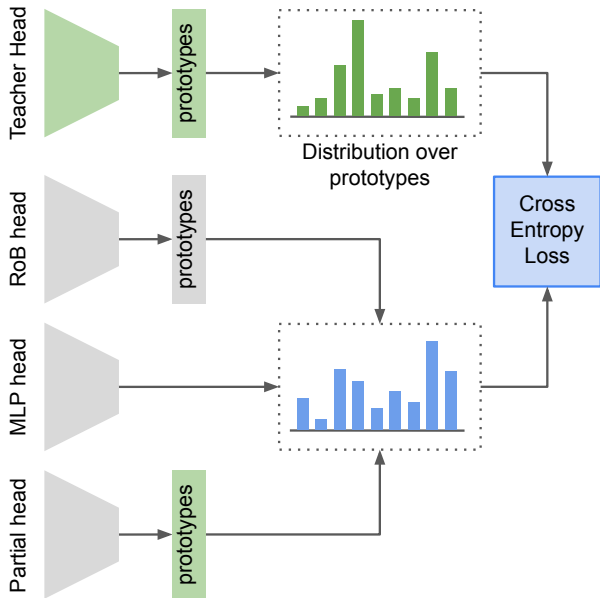 Teacher Head
prototypes
Distribution over
prototypes
Cross
Entropy
Loss
RoB head
prototypes
MLP head
Partial head
prototypes